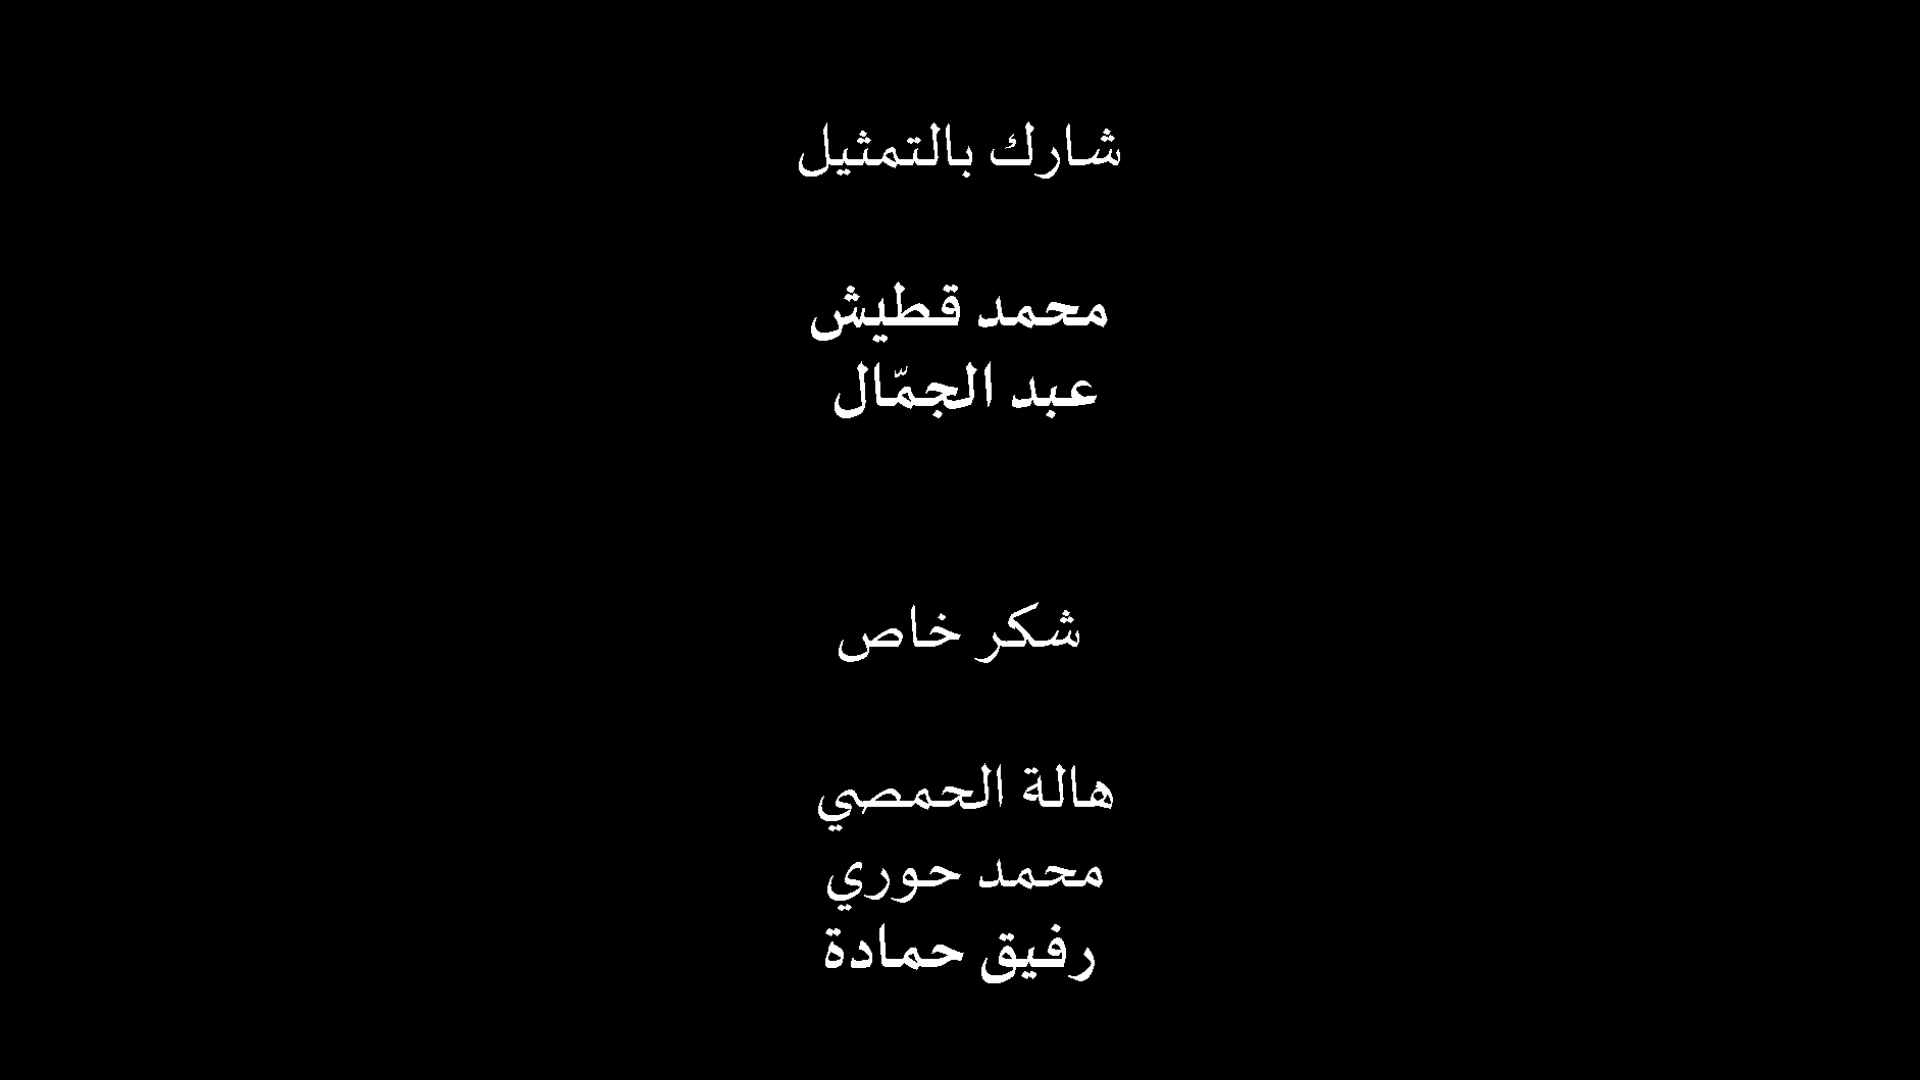 شارك بالتمثيل
محمد قطيش
عبد الجمّال
شكر خاص
هالة الحمصي
محمد حوري
رفيق حمادة